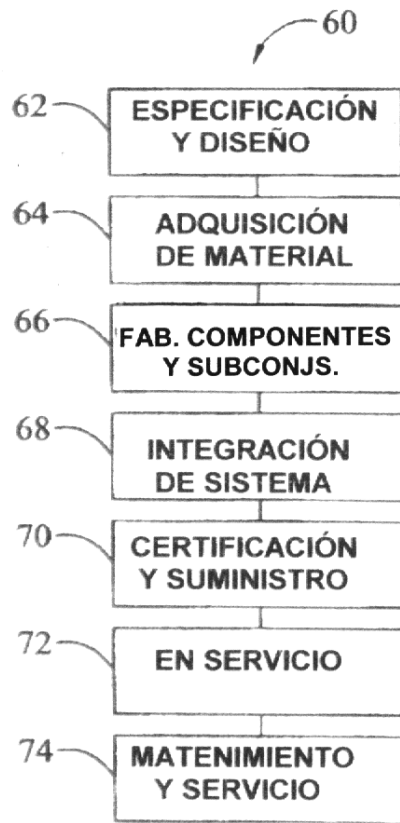 60
62
ESPECIFICACIÓN
Y DISEÑO
64
ADQUISICIÓN
DE MATERIAL
66
FAB. COMPONENTES
Y SUBCONJS.
68
INTEGRACIÓN
DE SISTEMA
70
CERTIFICACIÓN
Y SUMINISTRO
72
EN SERVICIO
74
MATENIMIENTO
Y SERVICIO